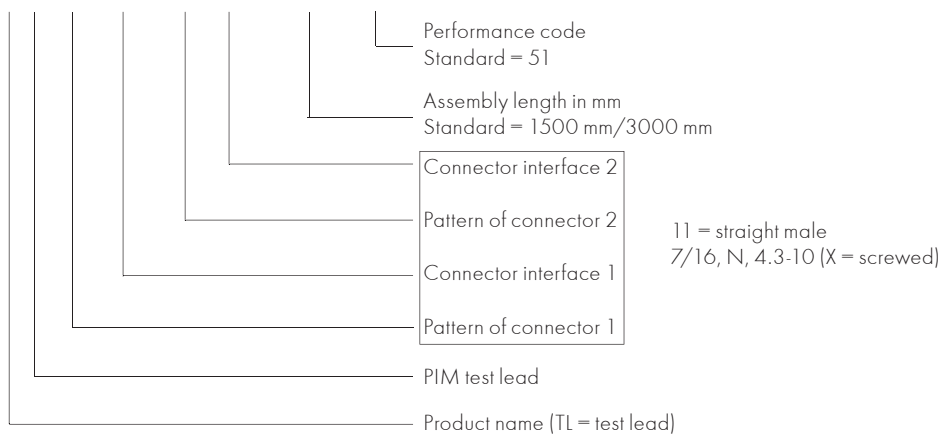 Performance code
Standard = 51
Assembly length in mm
Standard = 1500 mm/3000 mm
Connector interface 2
Pattern of connector 2
11 = straight male
7/16, N, 4.3-10 (X = screwed)
Connector interface 1
Pattern of connector 1
PIM test lead
Product name (TL = test lead)